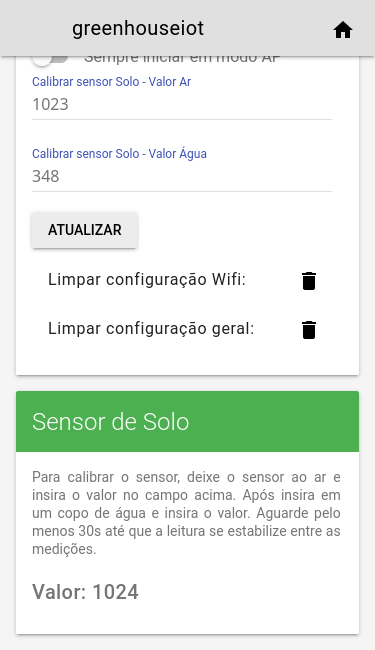 greenhouseiot
Sempre iniciar em modo AP
Calibrar sensor Solo - Valor Ar
1023
Calibrar sensor Solo - Valor Água
348
ATUALIZAR
Limpar configuração Wifi:
Limpar configuração geral:
Sensor de Solo
Para calibrar o sensor, deixe o sensor ao ar e
insira o valor no campo acima. Após insira em
um copo de água e insira o valor. Aguarde pelo
menos 30s até que a leitura se estabilize entre as
medições.
Valor: 1024